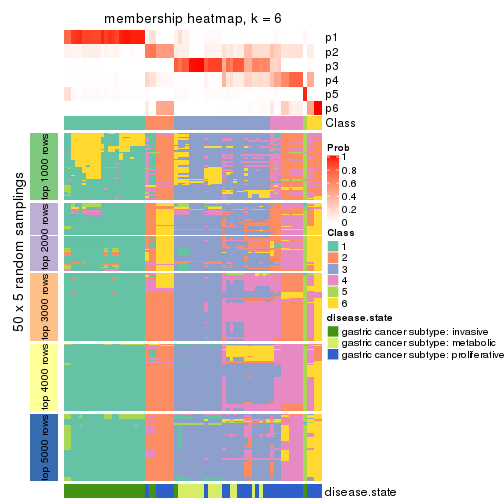 membership heatmap, k = 6
p1
p2
p3
p4
p5
p6
Class
50 x 5 random samplings
top 1000 rows
top 2000 rows
top 3000 rows
top 4000 rows
top 5000 rows
Prob
1
0.8
0.6
0.4
0.2
0
Class
1
2
3
4
5
6
disease.state
gastric cancer subtype: invasive
gastric cancer subtype: metabolic
gastric cancer subtype: proliferative
disease.state